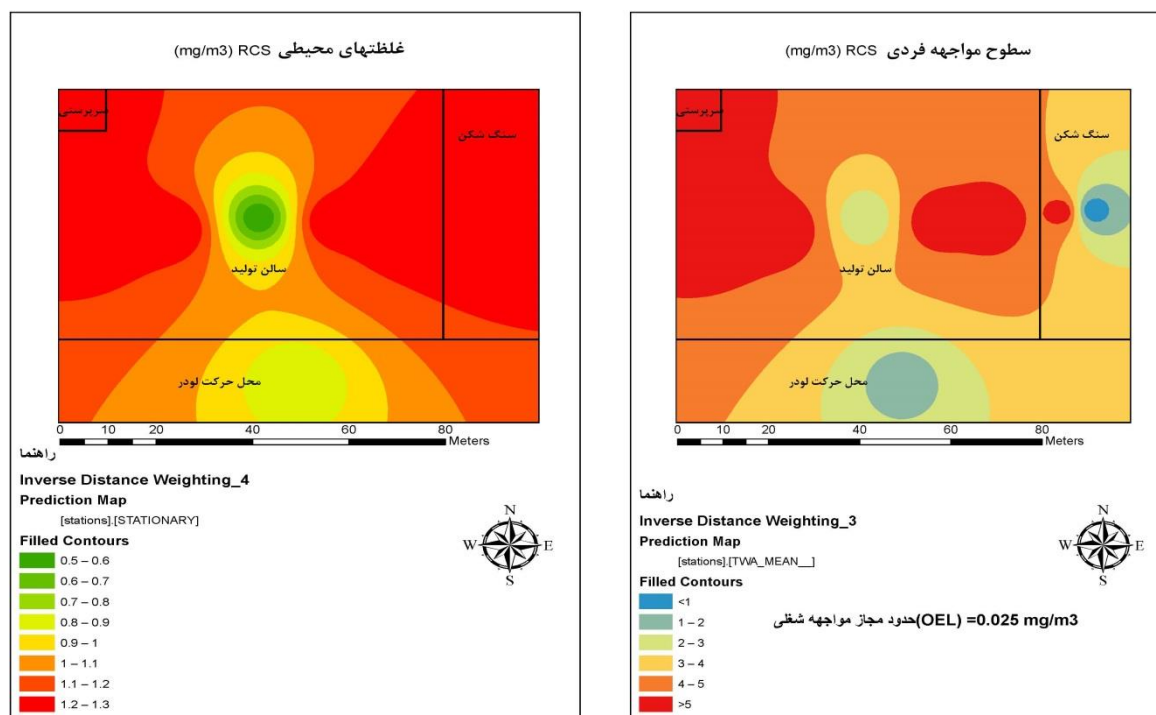 غلظتهای محیطی RCS (mg/m3)
سرپرستی
سنگ شکن
سالن تولید
محل حرکت لودر
0 10 20 40 60 80
Meters
راهنما
Inverse Distance Weighting_4
Prediction Map
[stations].[STATIONARY]
Filled Contours
0.5 – 0.6
0.6 – 0.7
0.7 – 0.8
0.8 – 0.9
0.9 – 1
1 – 1.1
1.1 – 1.2
1.2 – 1.3
N
W E
S
سطوح مواجهه فردی RCS (mg/m3)
سرپرستی
سنگ شکن
سالن تولید
محل حرکت لودر
0 10 20 40 60 80
Meters
راهنما
Inverse Distance Weighting_3
Prediction Map
[stations].[TWA_MEAN__]
Filled Contours
<1
1 – 2
2 – 3
3 – 4
4 – 5
>5
N
W E
S
حدود مجاز مواجهه شغلی(OEL) =0.025 mg/m3